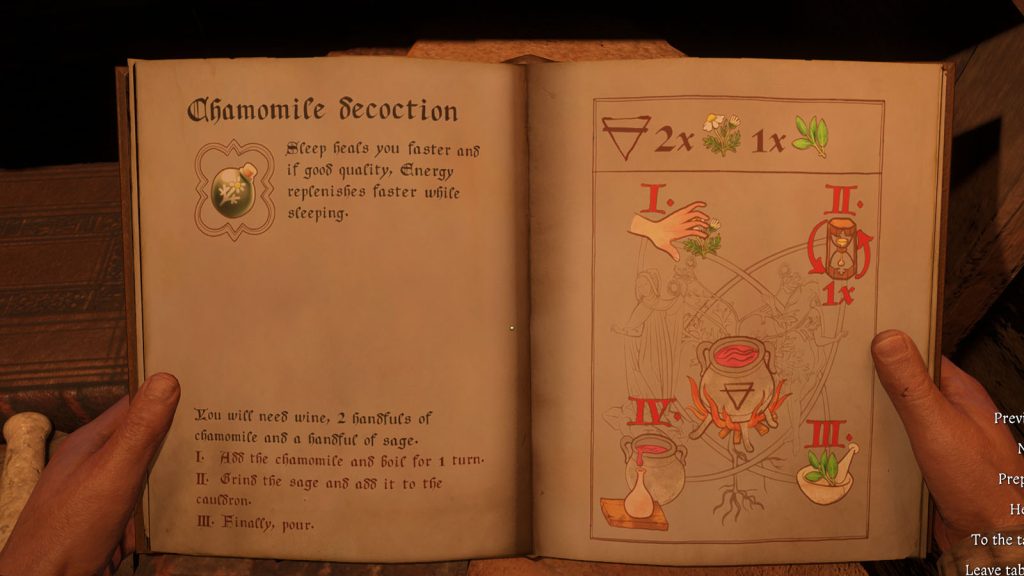 Chamomile decoction
Sleep heals you faster and
if good quality, Energy
replenishes faster while
sleeping.
You will need wine, 2 handfuls of
chamomile and a handful of sage.
I. Add the chamomile and boil for 1 turn.
II. Grind the sage and add it to the
cauldron.
III. Finally, pour.
2x 1x
I. II.
1x
IV. III.
Previ
N
Prep
He
To the ta
Leave tab